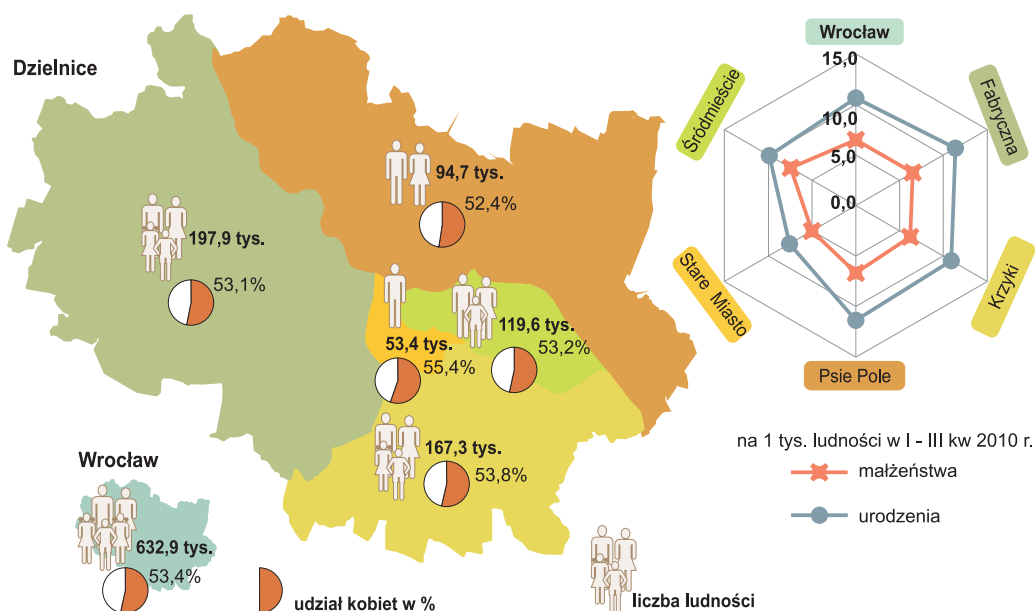 Dzielnice
94,7 tys.
52,4%
197,9 tys.
53,1%
53,4 tys.
55,4%
119,6 tys.
53,2%
167,3 tys.
53,8%
Wrocław
632,9 tys.
53,4%
udział kobiet w %
liczba ludności
Wrocław
15,0
10,0
5,0
0,0
Fabryczna
Krzyki
Psie Pole
Stare Miasto
Śródmieście
na 1 tys. ludności w I - III kw 2010 r.
małżeństwa
urodzenia